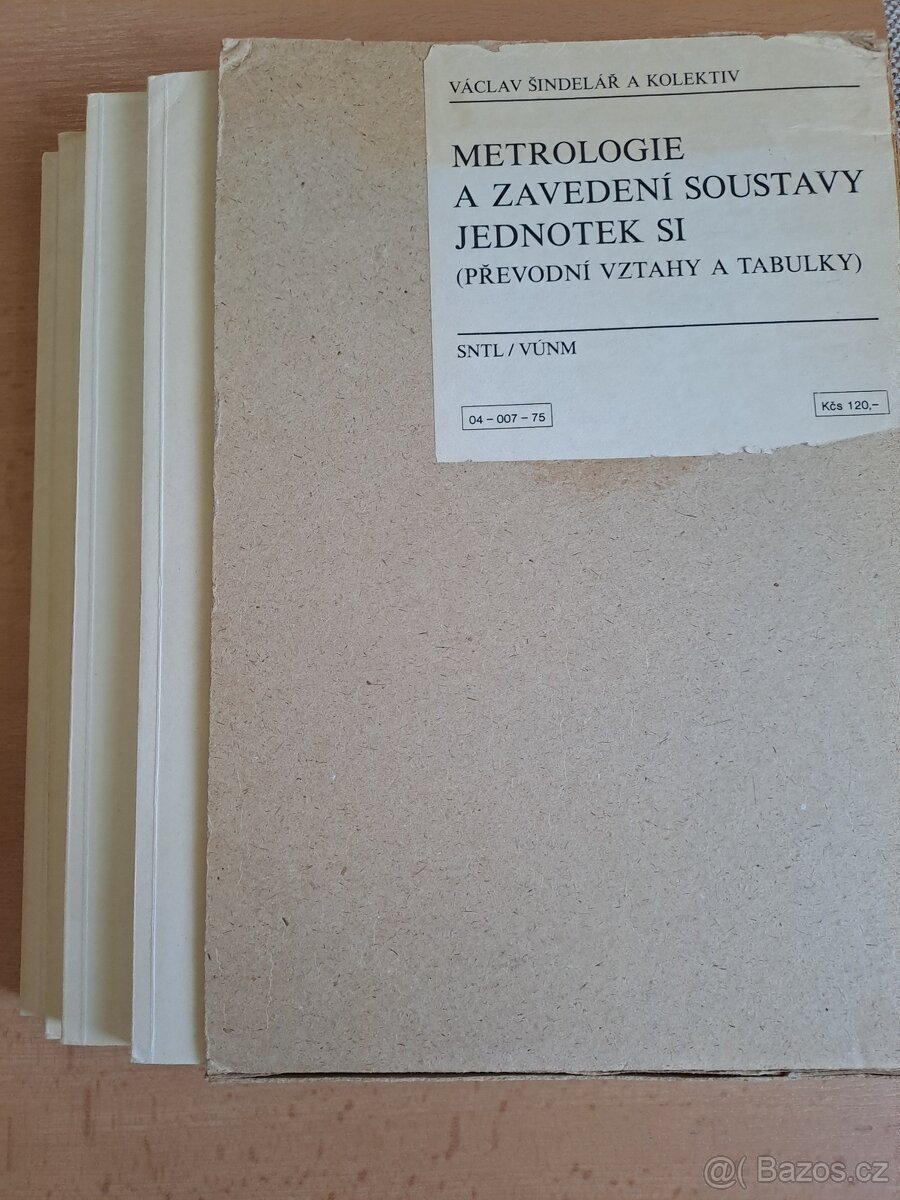 VÁCLAV ŠINDELÁŘ A KOLEKTIV
METROLOGIE
A ZAVEDENÍ SOUSTAVY
JEDNOTEK SI
(PŘEVODNÍ VZTAHY A TABULKY)
SNTL / VÚNM
04 – 007 – 75
Kčs 120,–
@( Bazos.cz